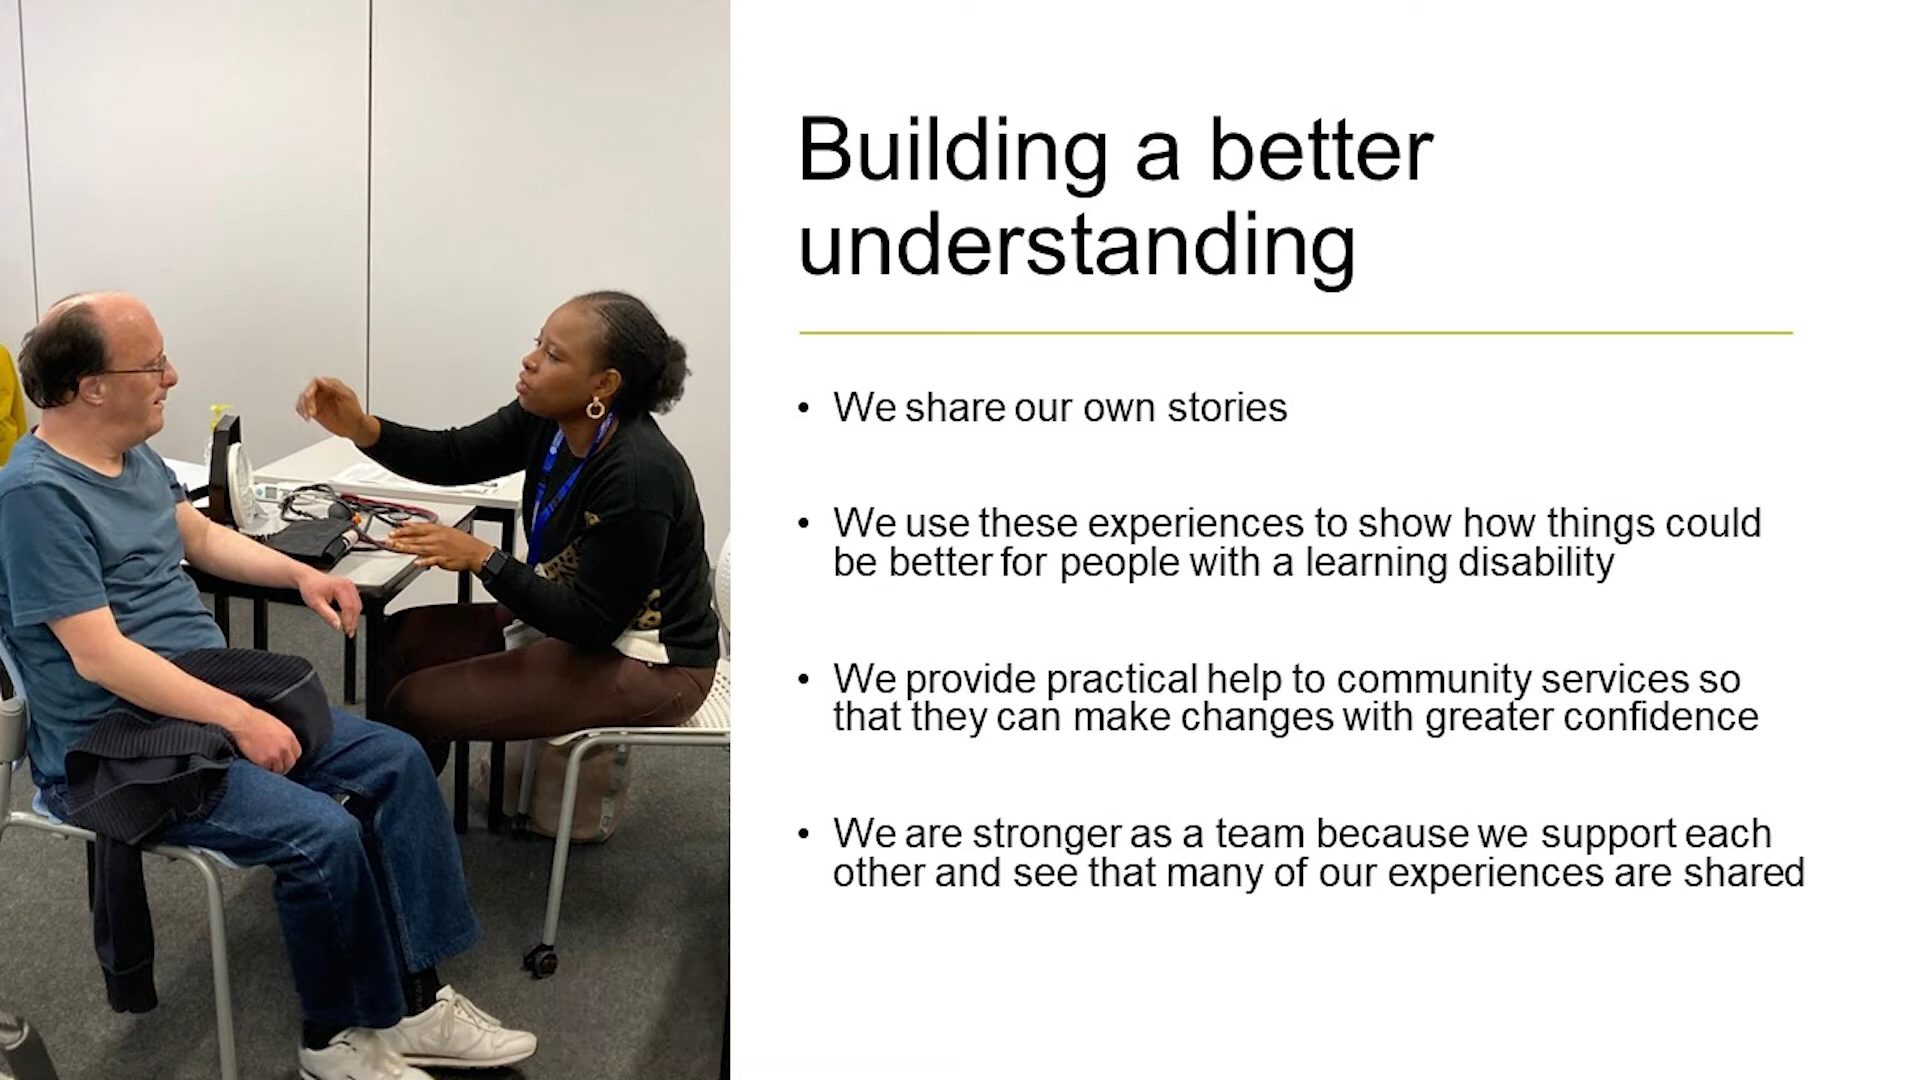 Building a better
understanding
• We share our own stories
• We use these experiences to show how things could
be better for people with a learning disability
• We provide practical help to community services so
that they can make changes with greater confidence
• We are stronger as a team because we support each
other and see that many of our experiences are shared